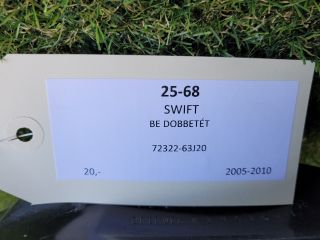 25-68
SWIFT
BE DOBBETÉT
72322-63J20
20,- 2005-2010